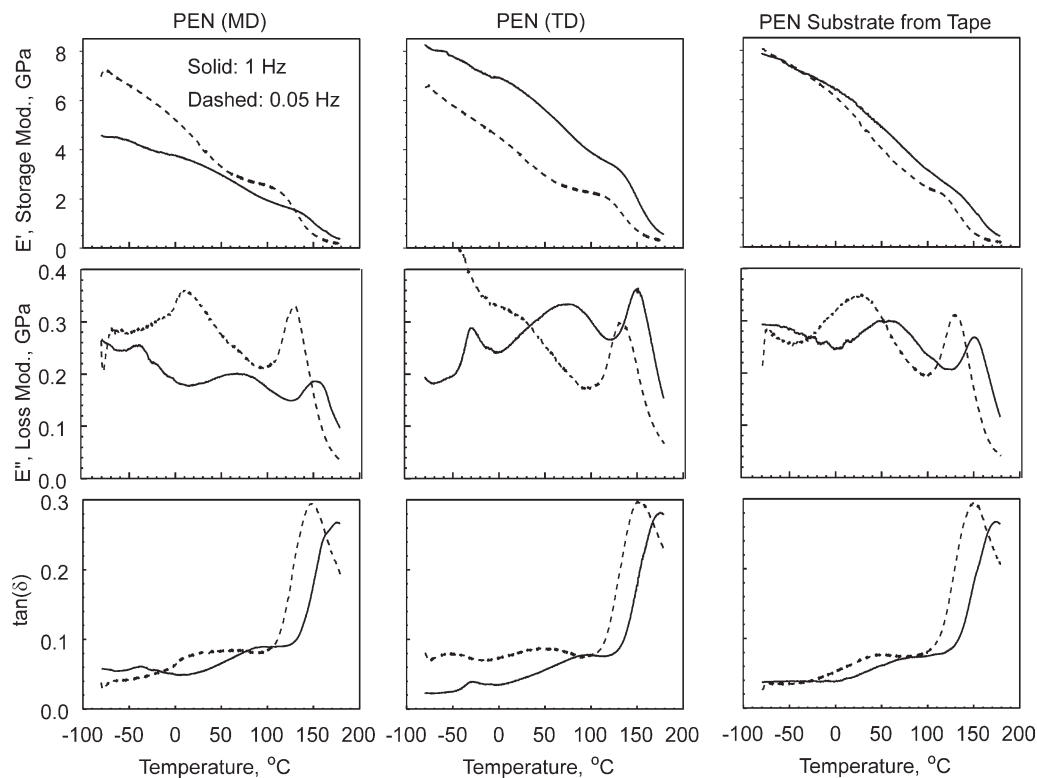 PEN (MD)
PEN (TD)
PEN Substrate from Tape
E', Storage Mod., GPa
8
6
4
2
0
Solid: 1 Hz
Dashed: 0.05 Hz
E", Loss Mod., GPa
0.4
0.3
0.2
0.1
0.0
tan(δ)
0.3
0.2
0.1
0.0
-100 -50 0 50 100 150 200
-100 -50 0 50 100 150 200
-100 -50 0 50 100 150 200
Temperature, °C
Temperature, °C
Temperature, °C